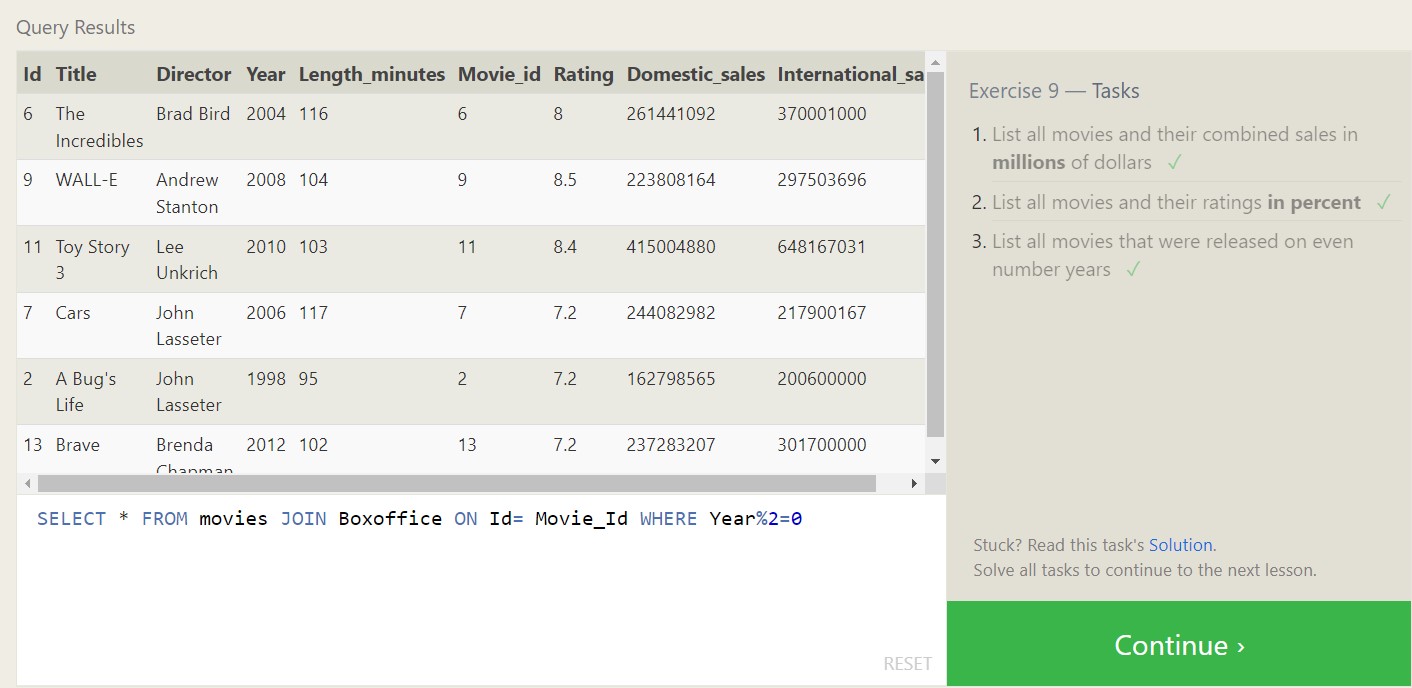 Query Results
Id Title Director Year Length_minutes Movie_id Rating Domestic_sales International_sa
6 The Brad Bird 2004 116 6 8 261441092 370001000
Incredibles
9 WALL-E Andrew 2008 104 9 8.5 223808164 297503696
Stanton
11 Toy Story Lee 2010 103 11 8.4 415004880 648167031
3 Unkrich
7 Cars John 2006 117 7 7.2 244082982 217900167
Lasseter
2 A Bug's John 1998 95 2 7.2 162798565 200600000
Life Lasseter
13 Brave Brenda 2012 102 13 7.2 237283207 301700000
Chapman
SELECT * FROM movies JOIN Boxoffice ON Id= Movie_Id WHERE Year%2=0
RESET
Exercise 9 — Tasks
1. List all movies and their combined sales in
millions of dollars ✓
2. List all movies and their ratings in percent ✓
3. List all movies that were released on even
number years ✓
Stuck? Read this task's Solution.
Solve all tasks to continue to the next lesson.
Continue ›